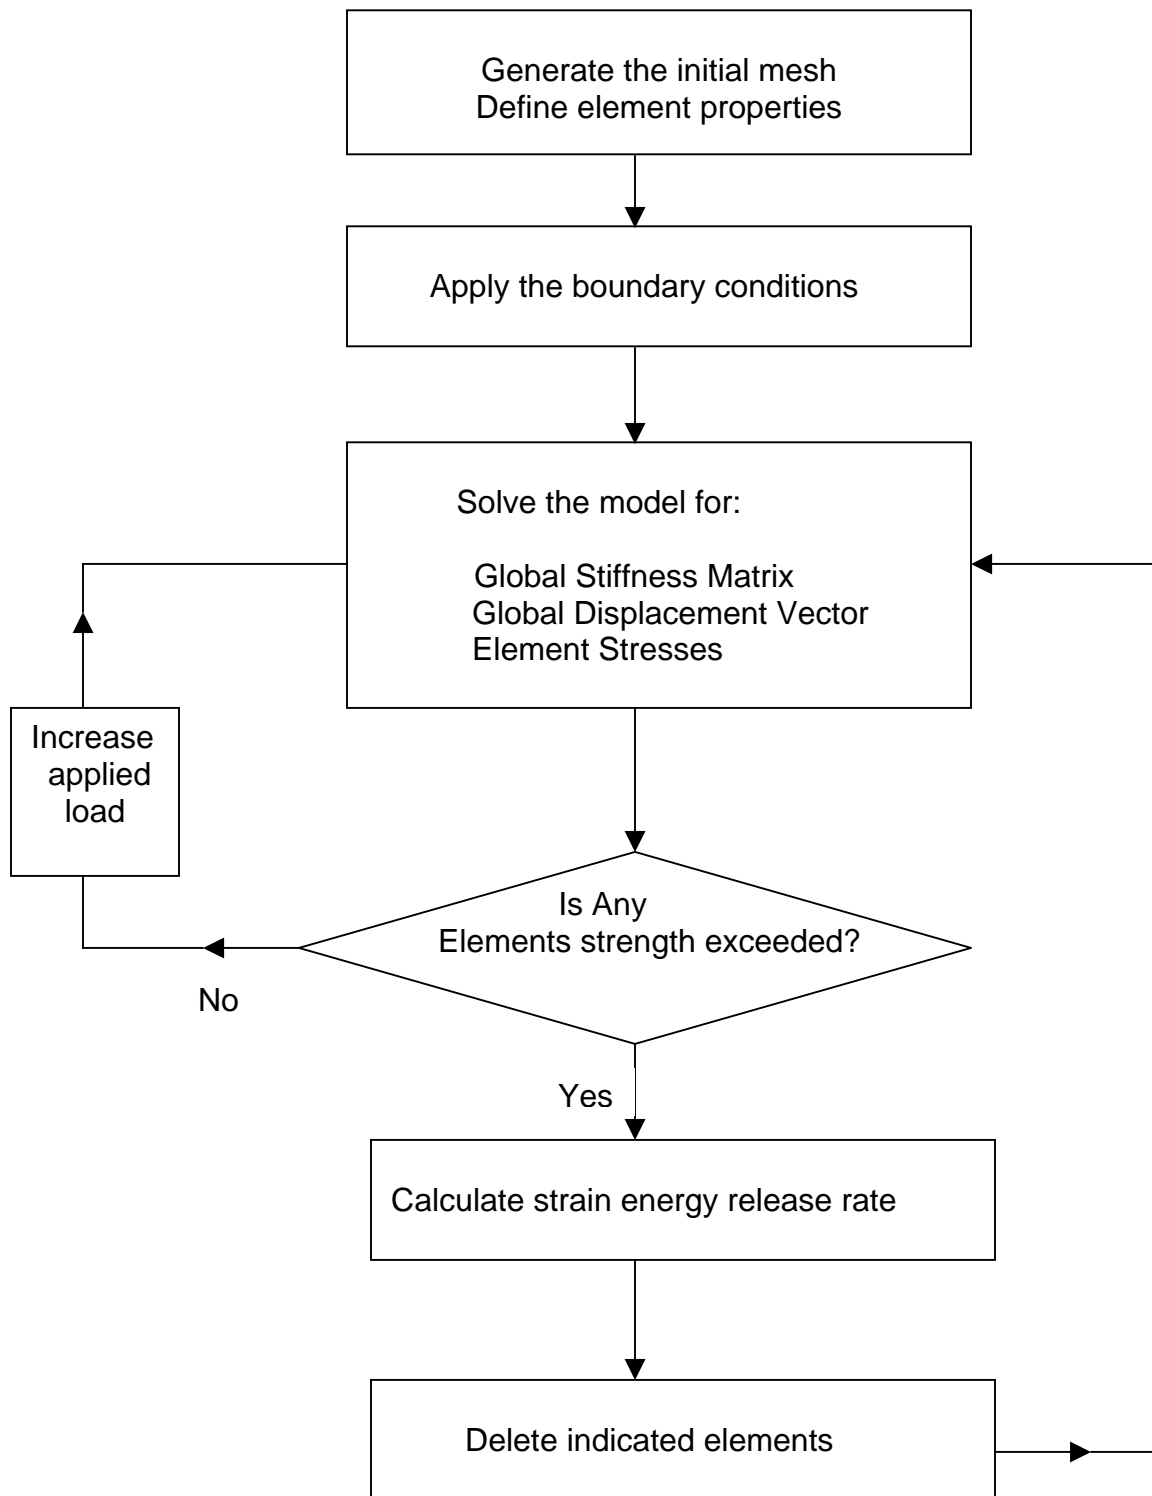 Generate the initial mesh
Define element properties
Apply the boundary conditions
Solve the model for:
Global Stiffness Matrix
Global Displacement Vector
Element Stresses
Increase
applied
load
Is Any
Elements strength exceeded?
No
Yes
Calculate strain energy release rate
Delete indicated elements